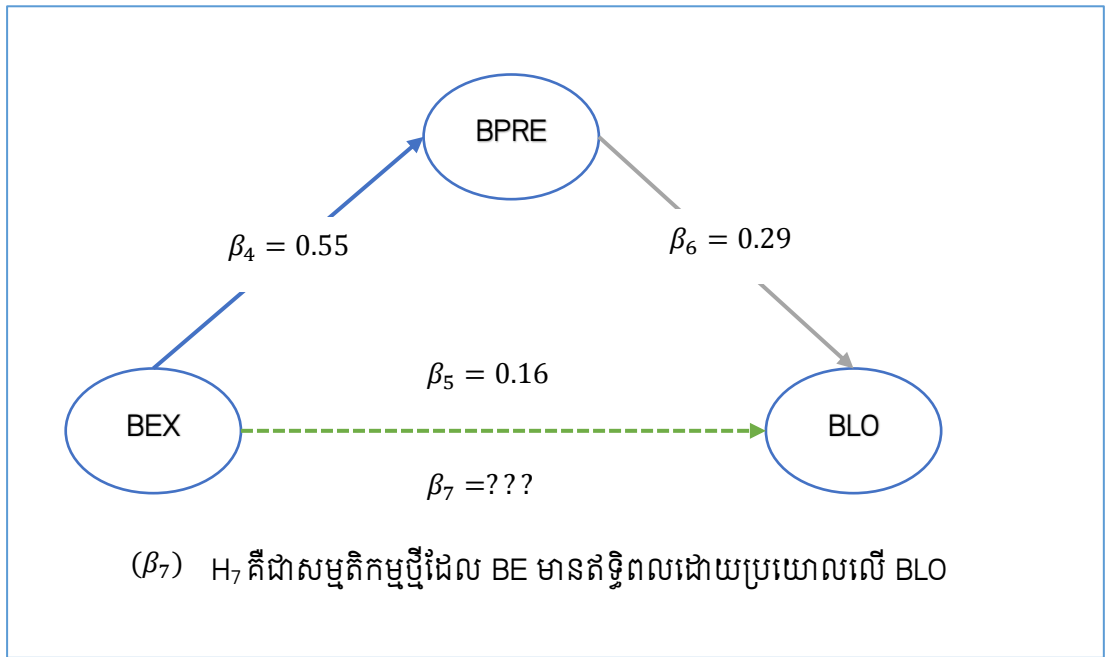 BPRE
β₄ = 0.55
β₆ = 0.29
β₅ = 0.16
BEX
BLO
β₇ =???
(β₇) H₇ គឺជាសម្មតិកម្មថ្មីដែល BE មានឥទ្ធិពលដោយប្រយោលលើ BLO